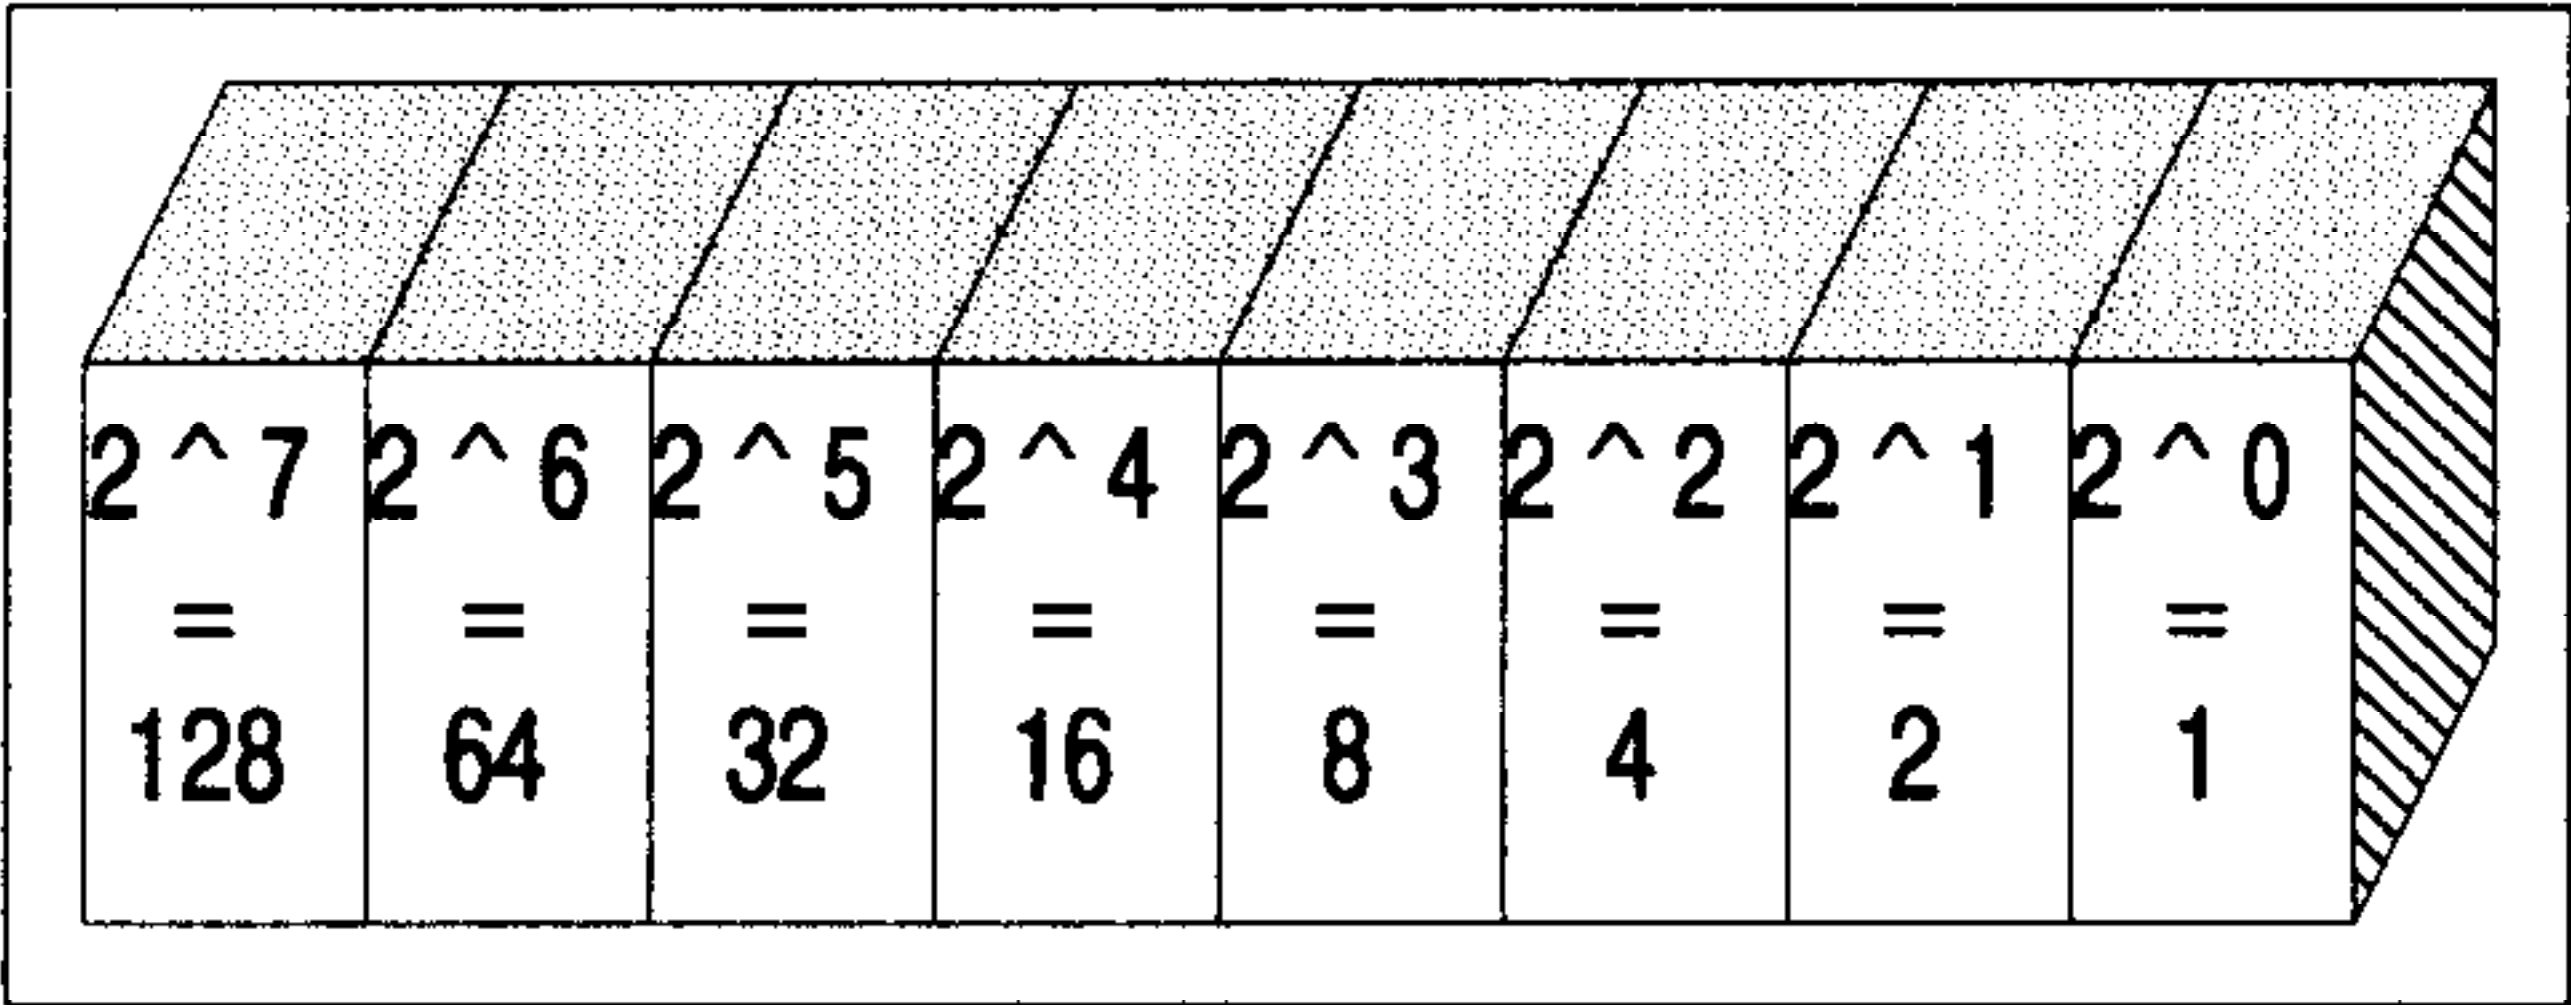 2^7 2^6 2^5 2^4 2^3 2^2 2^1 2^0
= = = = = = = =
128 64 32 16 8 4 2 1